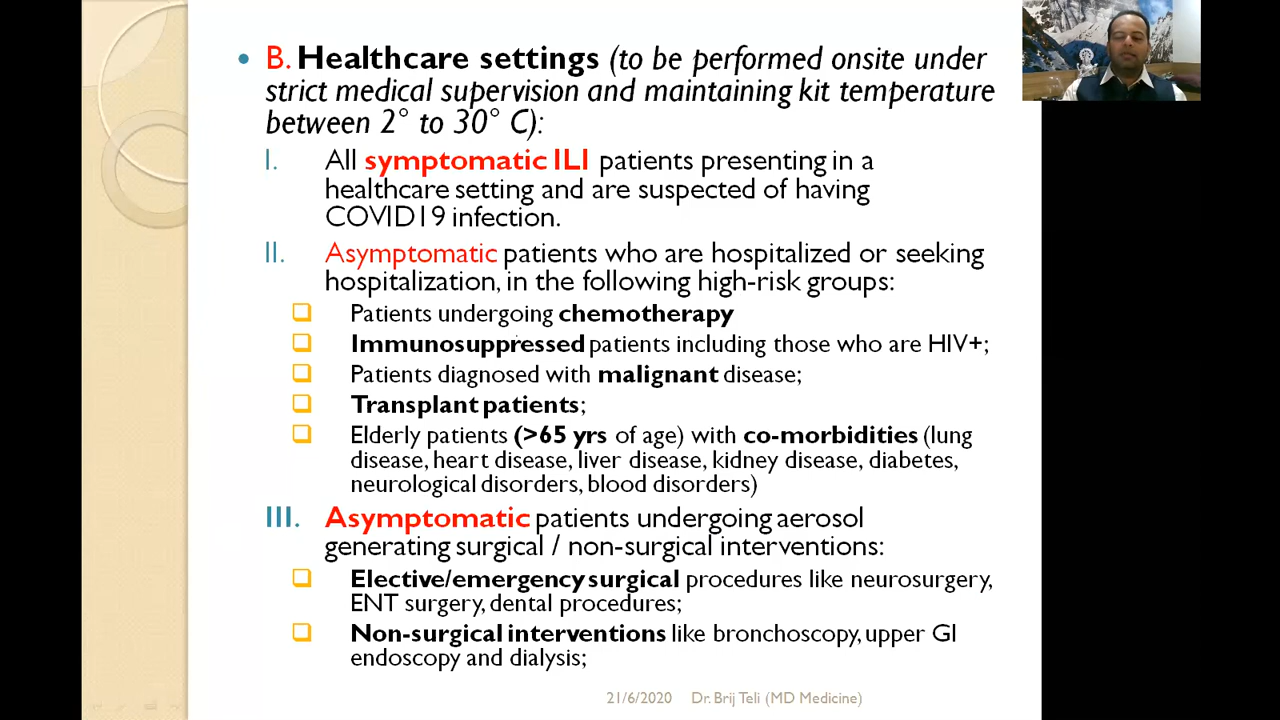 B. Healthcare settings (to be performed onsite under
strict medical supervision and maintaining kit temperature
between 2° to 30° C):
I. All symptomatic ILI patients presenting in a
healthcare setting and are suspected of having
COVID19 infection.
II. Asymptomatic patients who are hospitalized or seeking
hospitalization, in the following high-risk groups:
Patients undergoing chemotherapy
Immunosuppressed patients including those who are HIV+;
Patients diagnosed with malignant disease;
Transplant patients;
Elderly patients (>65 yrs of age) with co-morbidities (lung
disease, heart disease, liver disease, kidney disease, diabetes,
neurological disorders, blood disorders)
III. Asymptomatic patients undergoing aerosol
generating surgical / non-surgical interventions:
Elective/emergency surgical procedures like neurosurgery,
ENT surgery, dental procedures;
Non-surgical interventions like bronchoscopy, upper GI
endoscopy and dialysis;
21/6/2020 Dr. Brij Teli (MD Medicine)